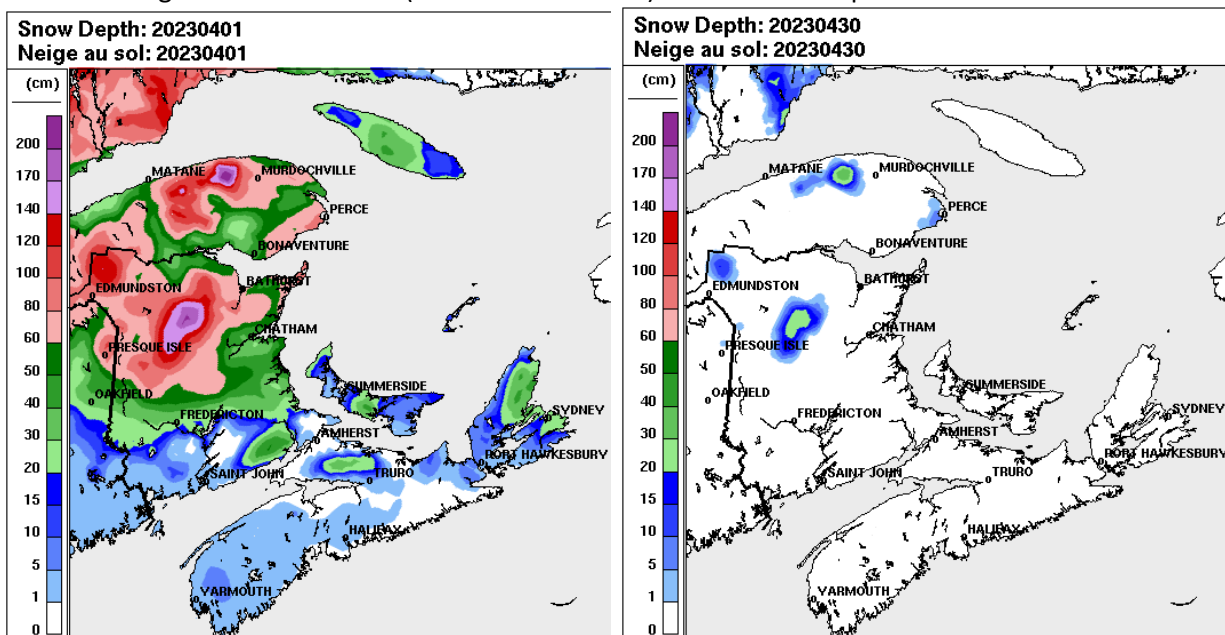 Snow Depth: 20230401
Neige au sol: 20230401
(cm)
200
170
140
120
100
80
60
50
40
30
20
15
10
5
1
0
MATANE
MURDOCHVILLE
PERCE
BONAVENTURE
EDMUNDSTON
BATHURST
CHATHAM
PRESQUE ISLE
OAKFIELD
SUMMERSIDE
FREDERICTON
SYDNEY
AMHERST
PORT HAWKESBURY
SAINT JOHN
TRURO
HALIFAX
YARMOUTH
Snow Depth: 20230430
Neige au sol: 20230430
(cm)
200
170
140
120
100
80
60
50
40
30
20
15
10
5
1
0
MATANE
MURDOCHVILLE
PERCE
BONAVENTURE
EDMUNDSTON
BATHURST
CHATHAM
PRESQUE ISLE
OAKFIELD
SUMMERSIDE
FREDERICTON
SYDNEY
AMHERST
PORT HAWKESBURY
SAINT JOHN
TRURO
HALIFAX
YARMOUTH